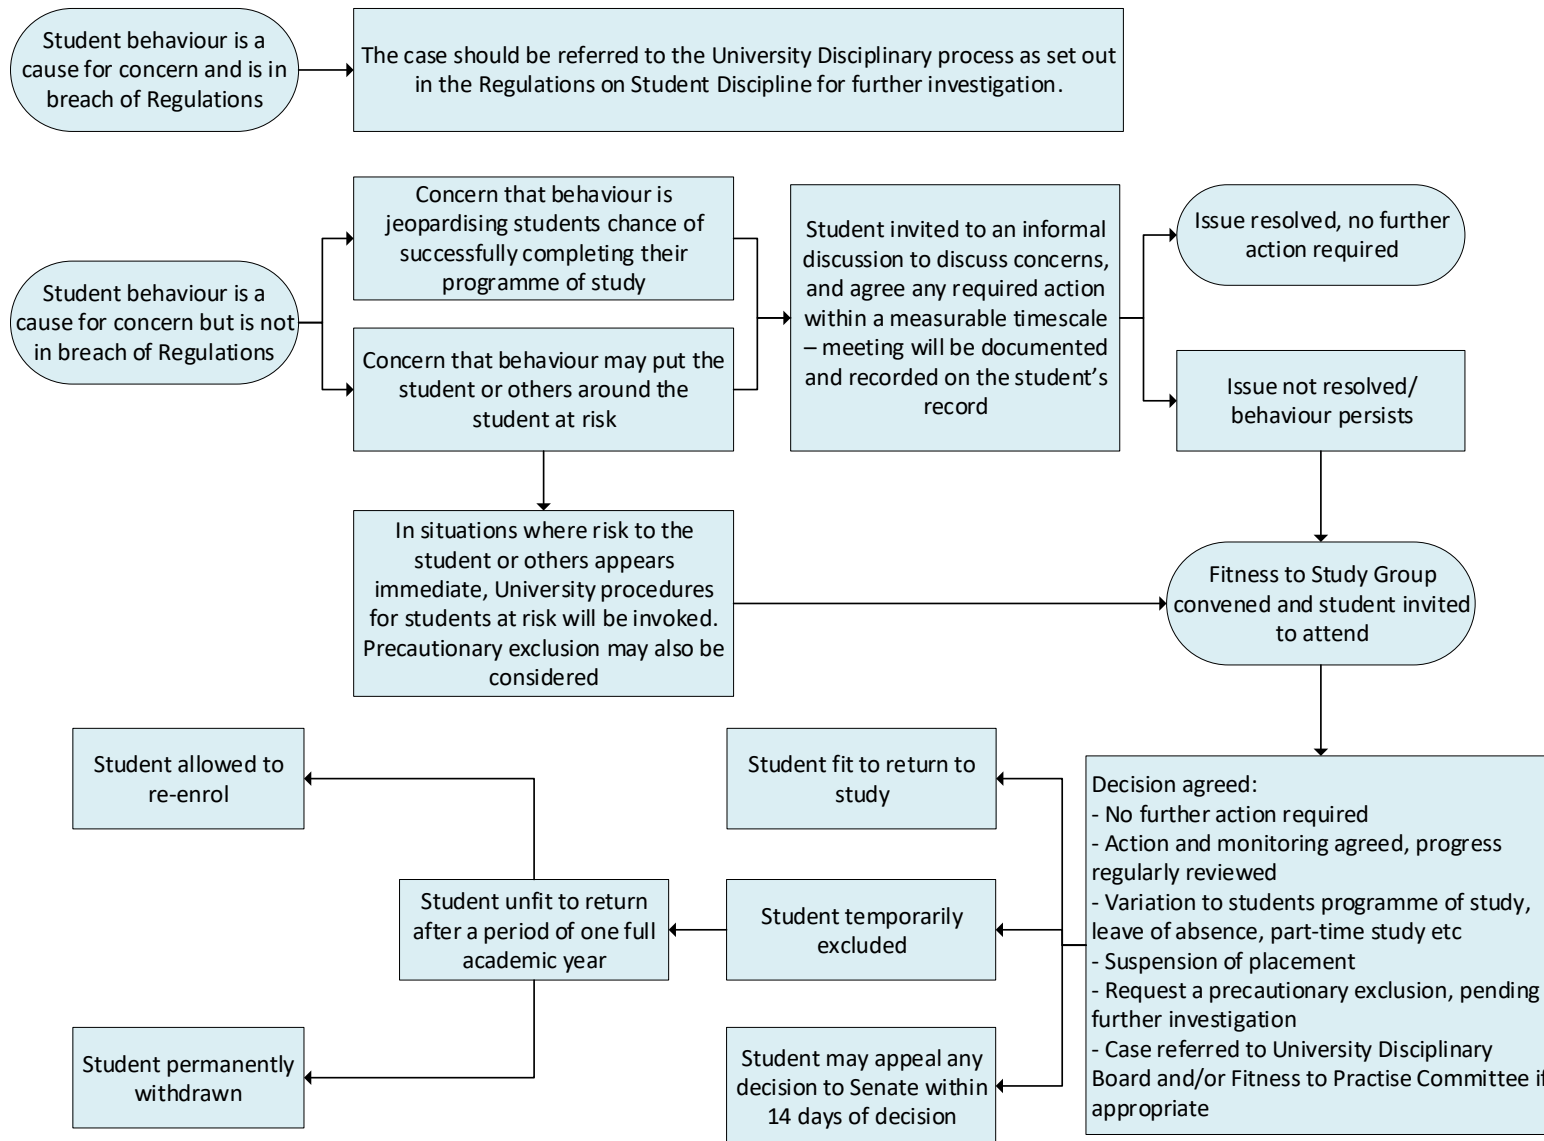 Student behaviour is a
cause for concern and is in
breach of Regulations
The case should be referred to the University Disciplinary process as set out
in the Regulations on Student Discipline for further investigation.
Student behaviour is a
cause for concern but is not
in breach of Regulations
Concern that behaviour is
jeopardising students chance of
successfully completing their
programme of study
Concern that behaviour may put the
student or others around the
student at risk
Student invited to an informal
discussion to discuss concerns,
and agree any required action
within a measurable timescale
– meeting will be documented
and recorded on the student’s
record
Issue resolved, no further
action required
Issue not resolved/
behaviour persists
In situations where risk to the
student or others appears
immediate, University procedures
for students at risk will be invoked.
Precautionary exclusion may also be
considered
Fitness to Study Group
convened and student invited
to attend
Decision agreed:
- No further action required
- Action and monitoring agreed, progress
regularly reviewed
- Variation to students programme of study,
leave of absence, part-time study etc
- Suspension of placement
- Request a precautionary exclusion, pending
further investigation
- Case referred to University Disciplinary
Board and/or Fitness to Practise Committee if
appropriate
Student fit to return to
study
Student temporarily
excluded
Student may appeal any
decision to Senate within
14 days of decision
Student unfit to return
after a period of one full
academic year
Student allowed to
re-enrol
Student permanently
withdrawn